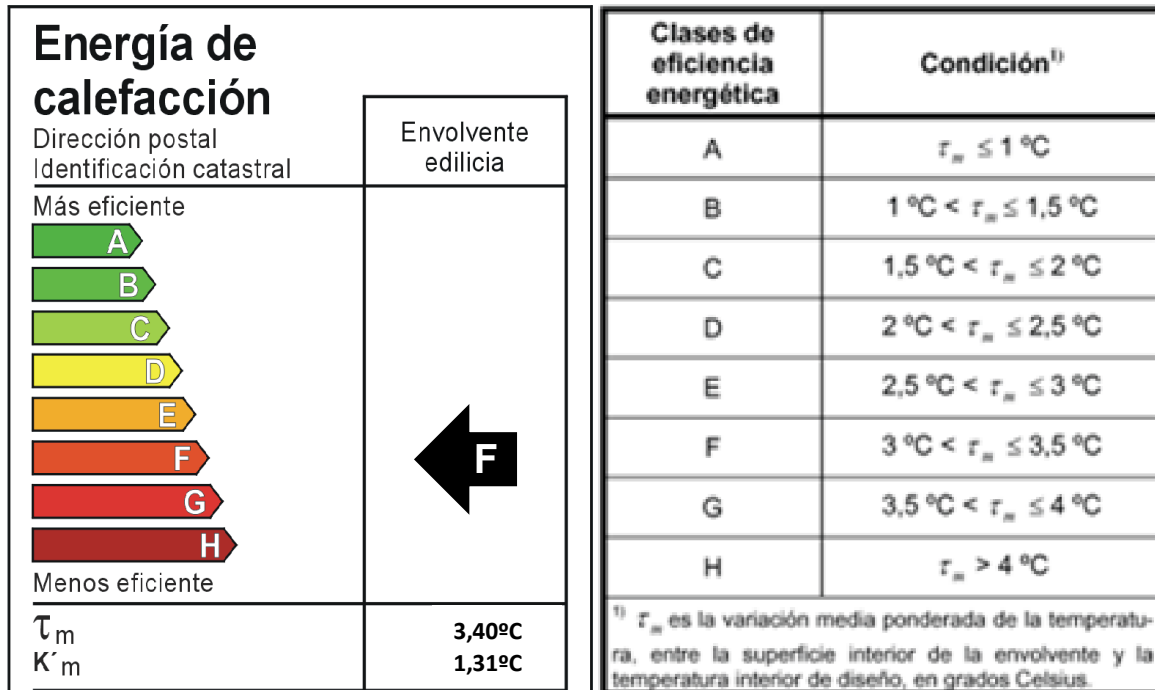 Energía de
calefacción
Dirección postal
Identificación catastral
Envolvente
edilicia
Más eficiente
A
B
C
D
E
F
G
H
F
Menos eficiente
τm 3,40ºC
K´m 1,31ºC
Clases de
eficiencia
energética
Condición1)
A τm ≤ 1 ºC
B 1 ºC < τm ≤ 1,5 ºC
C 1,5 ºC < τm ≤ 2 ºC
D 2 ºC < τm ≤ 2,5 ºC
E 2,5 ºC < τm ≤ 3 ºC
F 3 ºC < τm ≤ 3,5 ºC
G 3,5 ºC < τm ≤ 4 ºC
H τm > 4 ºC
1) τm es la variación media ponderada de la temperatu-
ra, entre la superficie interior de la envolvente y la
temperatura interior de diseño, en grados Celsius.